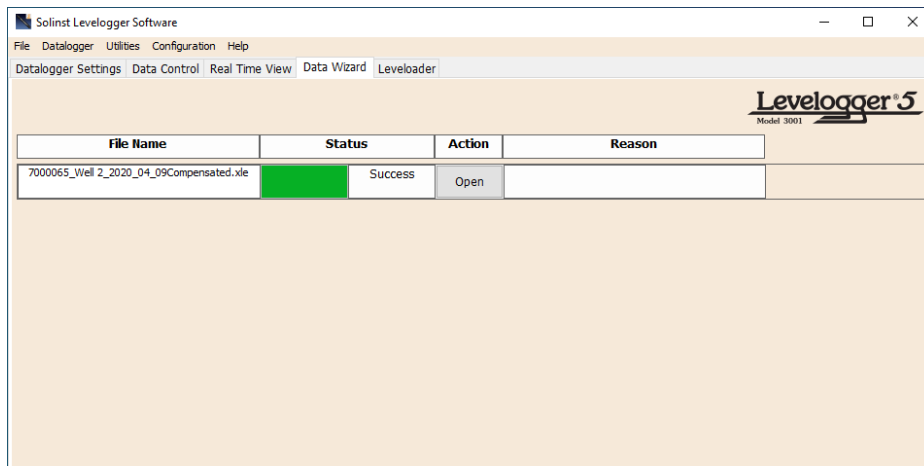 Solinst Levelogger Software
File Datalogger Utilities Configuration Help
Datalogger Settings Data Control Real Time View Data Wizard Leveloader
Levelogger® 5
Model 3001
File Name Status Action Reason
7000065_Well 2_2020_04_09Compensated.xle Success Open